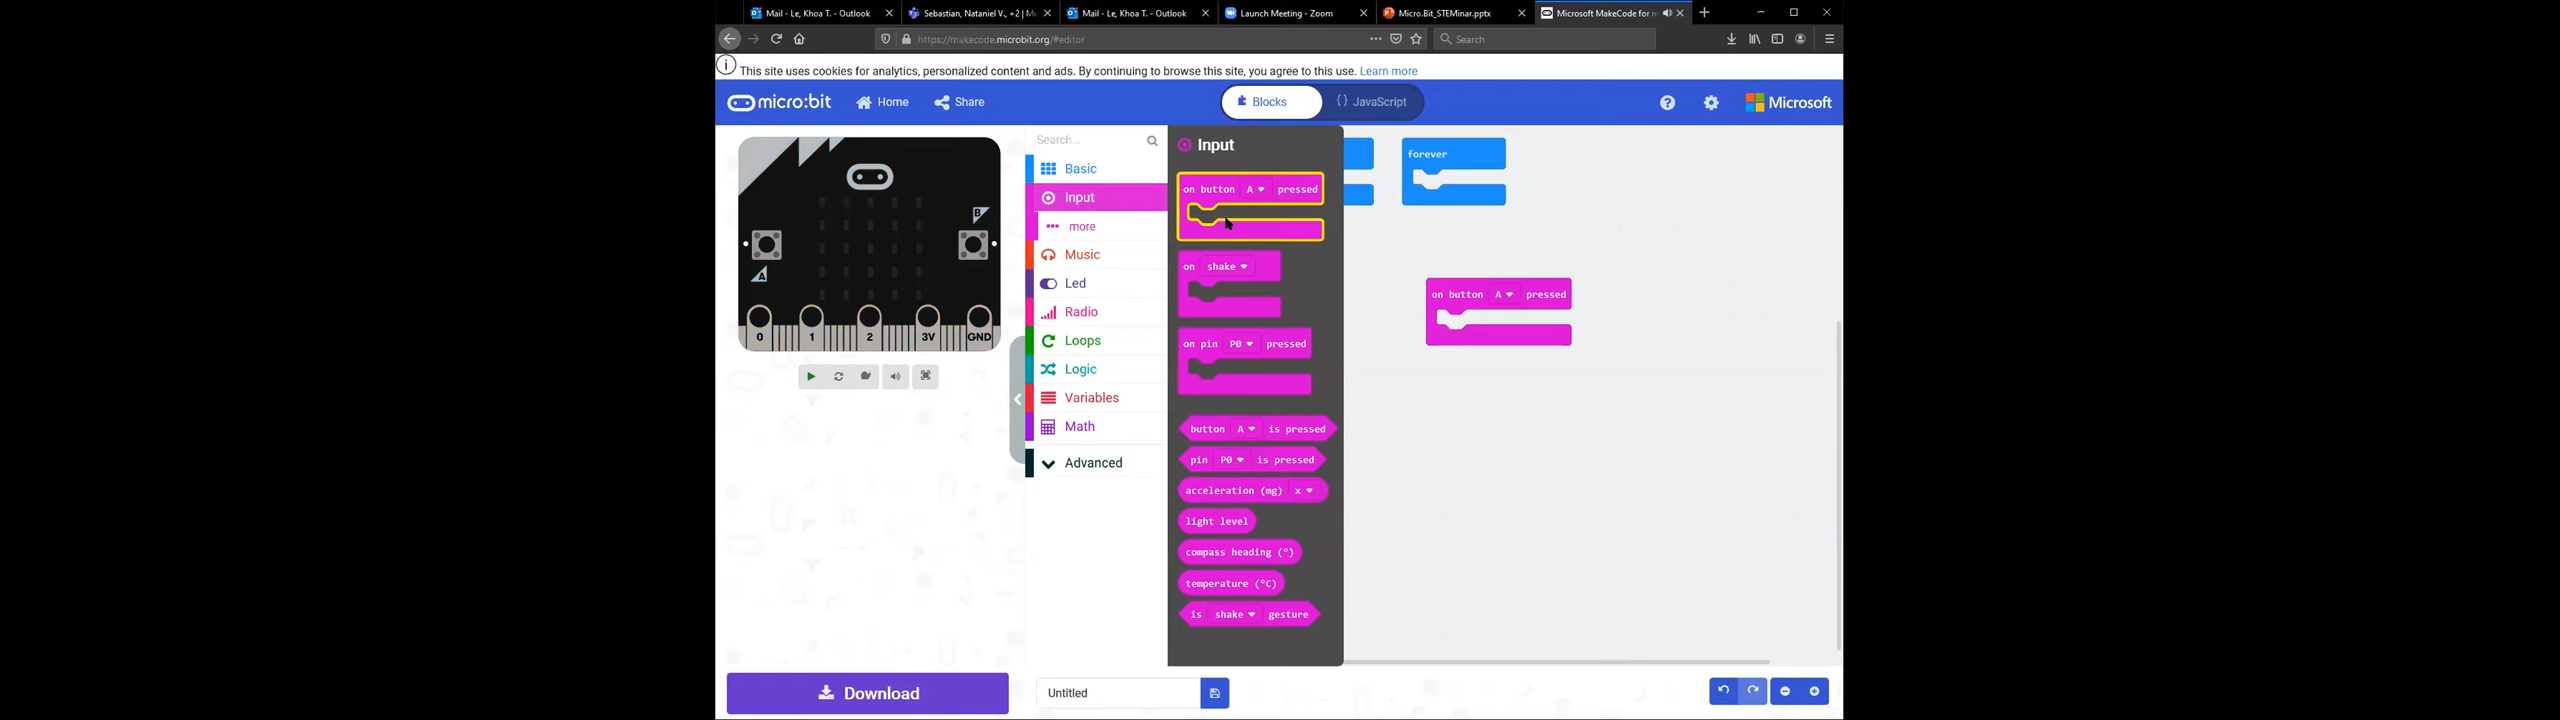 Mail - Le, Khoa T. - Outlook
Sebastian, Nataniel V., +2 |
Mail - Le, Khoa T. - Outlook
Launch Meeting - Zoom
Micro.Bit_STEMinar.pptx
Microsoft MakeCode for
https://makecode.microbit.org/#editor
Search
This site uses cookies for analytics, personalized content and ads. By continuing to browse this site, you agree to this use. Learn more
micro:bit
Home
Share
Blocks
{} JavaScript
Microsoft
B
A
0 1 2 3V GND
Download
Search...
Basic
Input
more
Music
Led
Radio
Loops
Logic
Variables
Math
Advanced
Input
on button A pressed
on shake
on pin P0 pressed
button A is pressed
pin P0 is pressed
acceleration (mg) x
light level
compass heading (°)
temperature (°C)
is shake gesture
forever
on button A pressed
Untitled